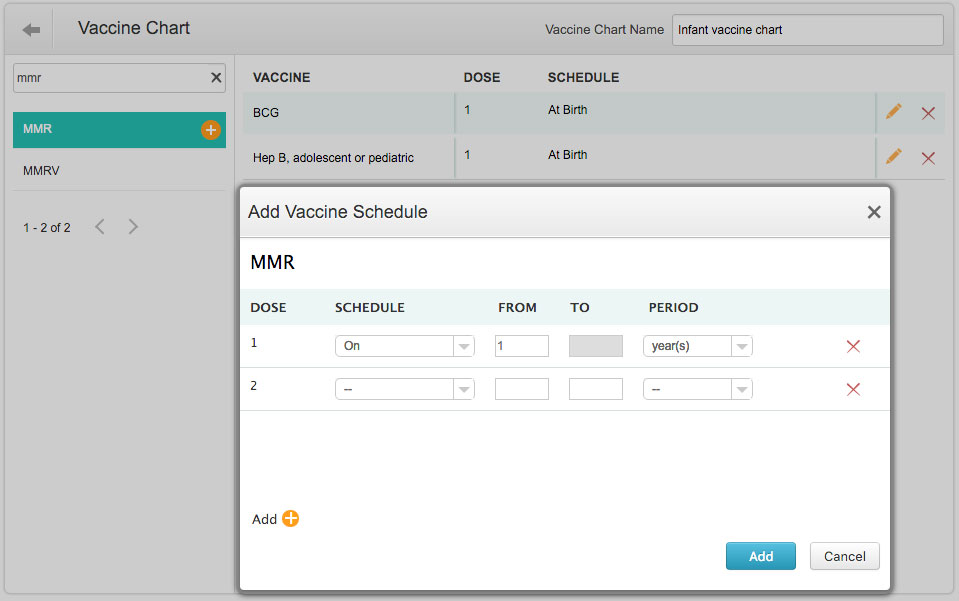 Vaccine Chart
Vaccine Chart Name Infant vaccine chart
mmr
MMR
MMRV
1 - 2 of 2
VACCINE DOSE SCHEDULE
BCG 1 At Birth
Hep B, adolescent or pediatric 1 At Birth
Add Vaccine Schedule
MMR
DOSE SCHEDULE FROM TO PERIOD
1 On 1 year(s)
2 -- --
Add
Add Cancel